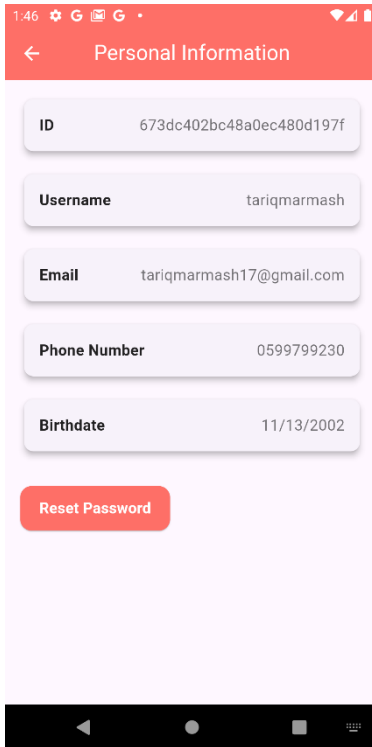 1:46 G G
Personal Information
ID 673dc402bc48a0ec480d197f
Username tariqmarmash
Email tariqmarmash17@gmail.com
Phone Number 0599799230
Birthdate 11/13/2002
Reset Password